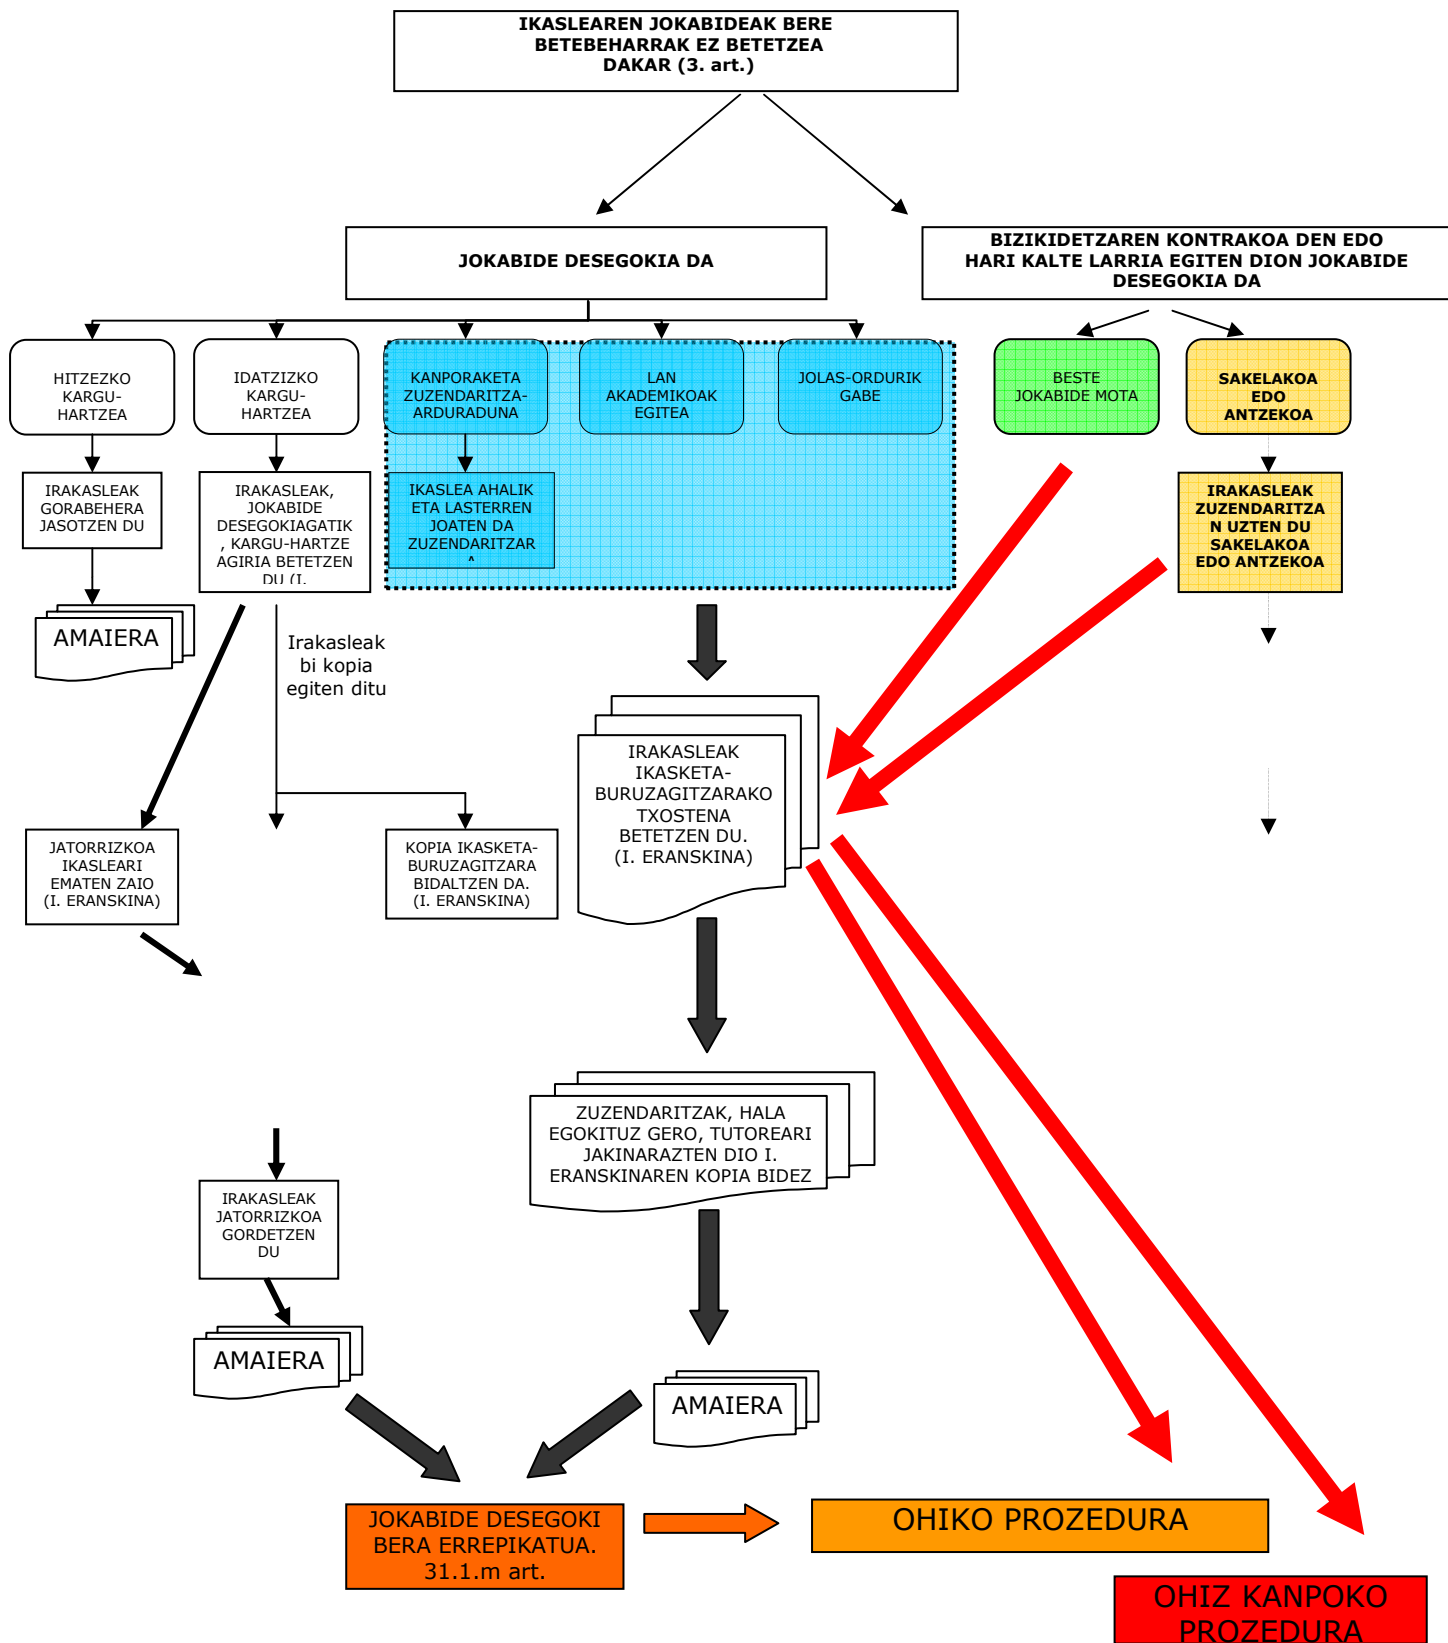 IKASLEAREN JOKABIDEAK BERE
BETEBEHARRAK EZ BETETZEA
DAKAR (3. art.)
JOKABIDE DESEGOKIA DA
BIZIKIDETZAREN KONTRAKOA DEN EDO
HARI KALTE LARRIA EGITEN DION JOKABIDE
DESEGOKIA DA
HITZEZKO
KARGU-
HARTZEA
IDATZIZKO
KARGU-
HARTZEA
KANPORAKETA
ZUZENDARITZA-
ARDURADUNA
LAN
AKADEMIKOAK
EGITEA
JOLAS-ORDURIK
GABE
BESTE
JOKABIDE MOTA
SAKELAKOA
EDO
ANTZEKOA
IRAKASLEAK
GORABEHERA
JASOTZEN DU
IRAKASLEAK,
JOKABIDE
DESEGOKIAGATIK
, KARGU-HARTZE
AGIRIA BETETZEN
DU (I.
IKASLEA AHALIK
ETA LASTERREN
JOATEN DA
ZUZENDARITZAR
IRAKASLEAK
ZUZENDARITZA
N UZTEN DU
SAKELAKOA
EDO ANTZEKOA
AMAIERA
Irakasleak
bi kopia
egiten ditu
IRAKASLEAK
IKASKETA-
BURUZAGITZARAKO
TXOSTENA
BETETZEN DU.
(I. ERANSKINA)
JATORRIZKOA
IKASLEARI
EMATEN ZAIO
(I. ERANSKINA)
KOPIA IKASKETA-
BURUZAGITZARA
BIDALTZEN DA.
(I. ERANSKINA)
ZUZENDARITZAK, HALA
EGOKITUZ GERO, TUTOREARI
JAKINARAZTEN DIO I.
ERANSKINAREN KOPIA BIDEZ
IRAKASLEAK
JATORRIZKOA
GORDETZEN
DU
AMAIERA
AMAIERA
JOKABIDE DESEGOKI
BERA ERREPIKATUA.
31.1.m art.
OHIKO PROZEDURA
OHIZ KANPOKO
PROZEDURA